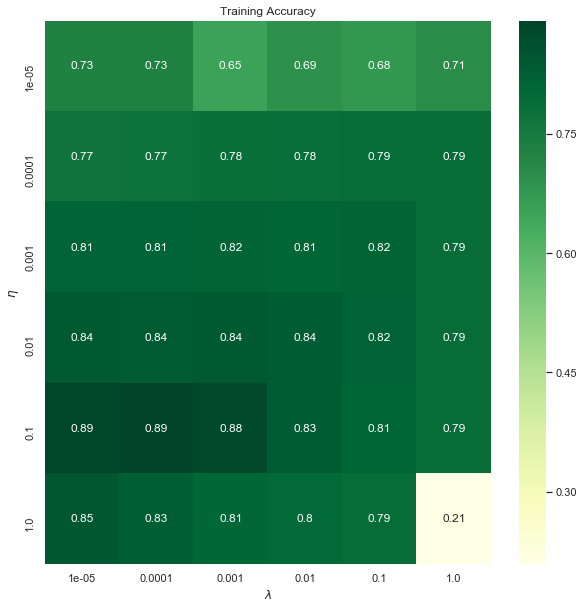 Training Accuracy
1e-05 0.73 0.73 0.65 0.69 0.68 0.71
0.0001 0.77 0.77 0.78 0.78 0.79 0.79
0.001 0.81 0.81 0.82 0.81 0.82 0.79
0.01 0.84 0.84 0.84 0.84 0.82 0.79
0.1 0.89 0.89 0.88 0.83 0.81 0.79
1.0 0.85 0.83 0.81 0.8 0.79 0.21
η
1e-05 0.0001 0.001 0.01 0.1 1.0
λ
0.75
0.60
0.45
0.30